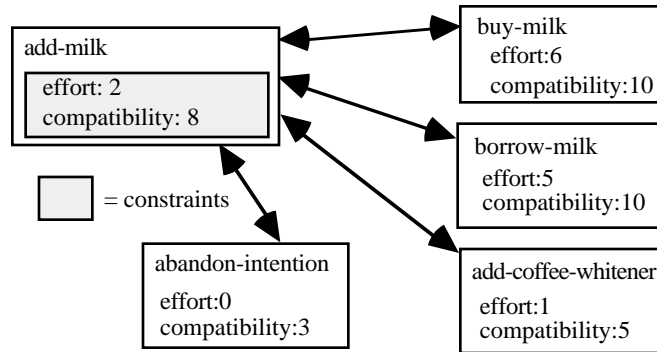 add-milk
effort: 2
compatibility: 8
buy-milk
effort:6
compatibility:10
borrow-milk
effort:5
compatibility:10
= constraints
abandon-intention
effort:0
compatibility:3
add-coffee-whitener
effort:1
compatibility:5